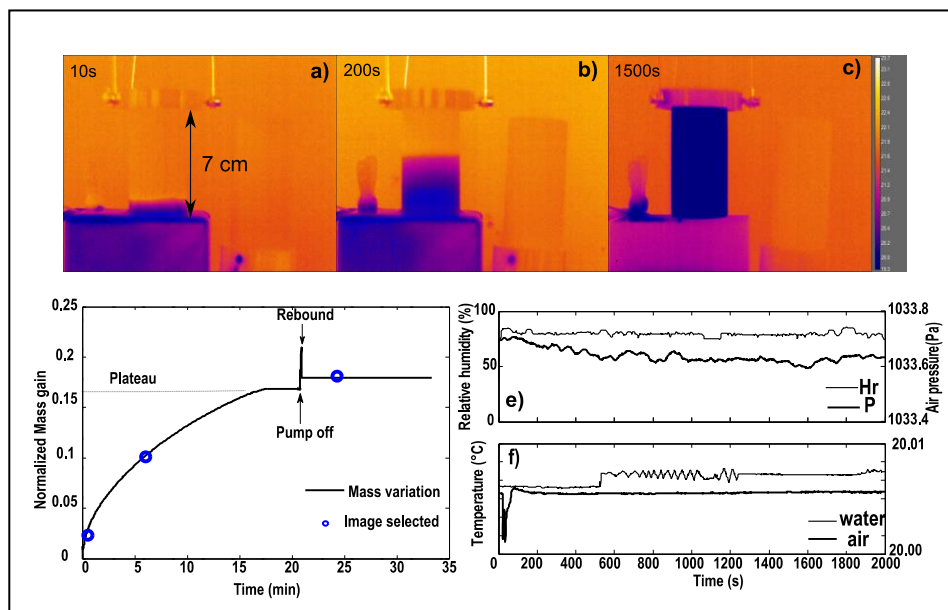 10s
a)
200s
b)
1500s
c)
7 cm
0,25
0,2
0,15
0,1
0,05
0
Normalized Mass gain
Rebound
Plateau
Pump off
Mass variation
Image selected
0 5 10 15 20 25 30 35
Time (min)
100
50
0
Relative humidity (%)
1033.8
1033.6
1033.4
Air pressure(Pa)
Hr
P
e)
f)
Temperature (°C)
20.01
20.00
water
air
0 200 400 600 800 1000 1200 1400 1600 1800 2000
Time (s)